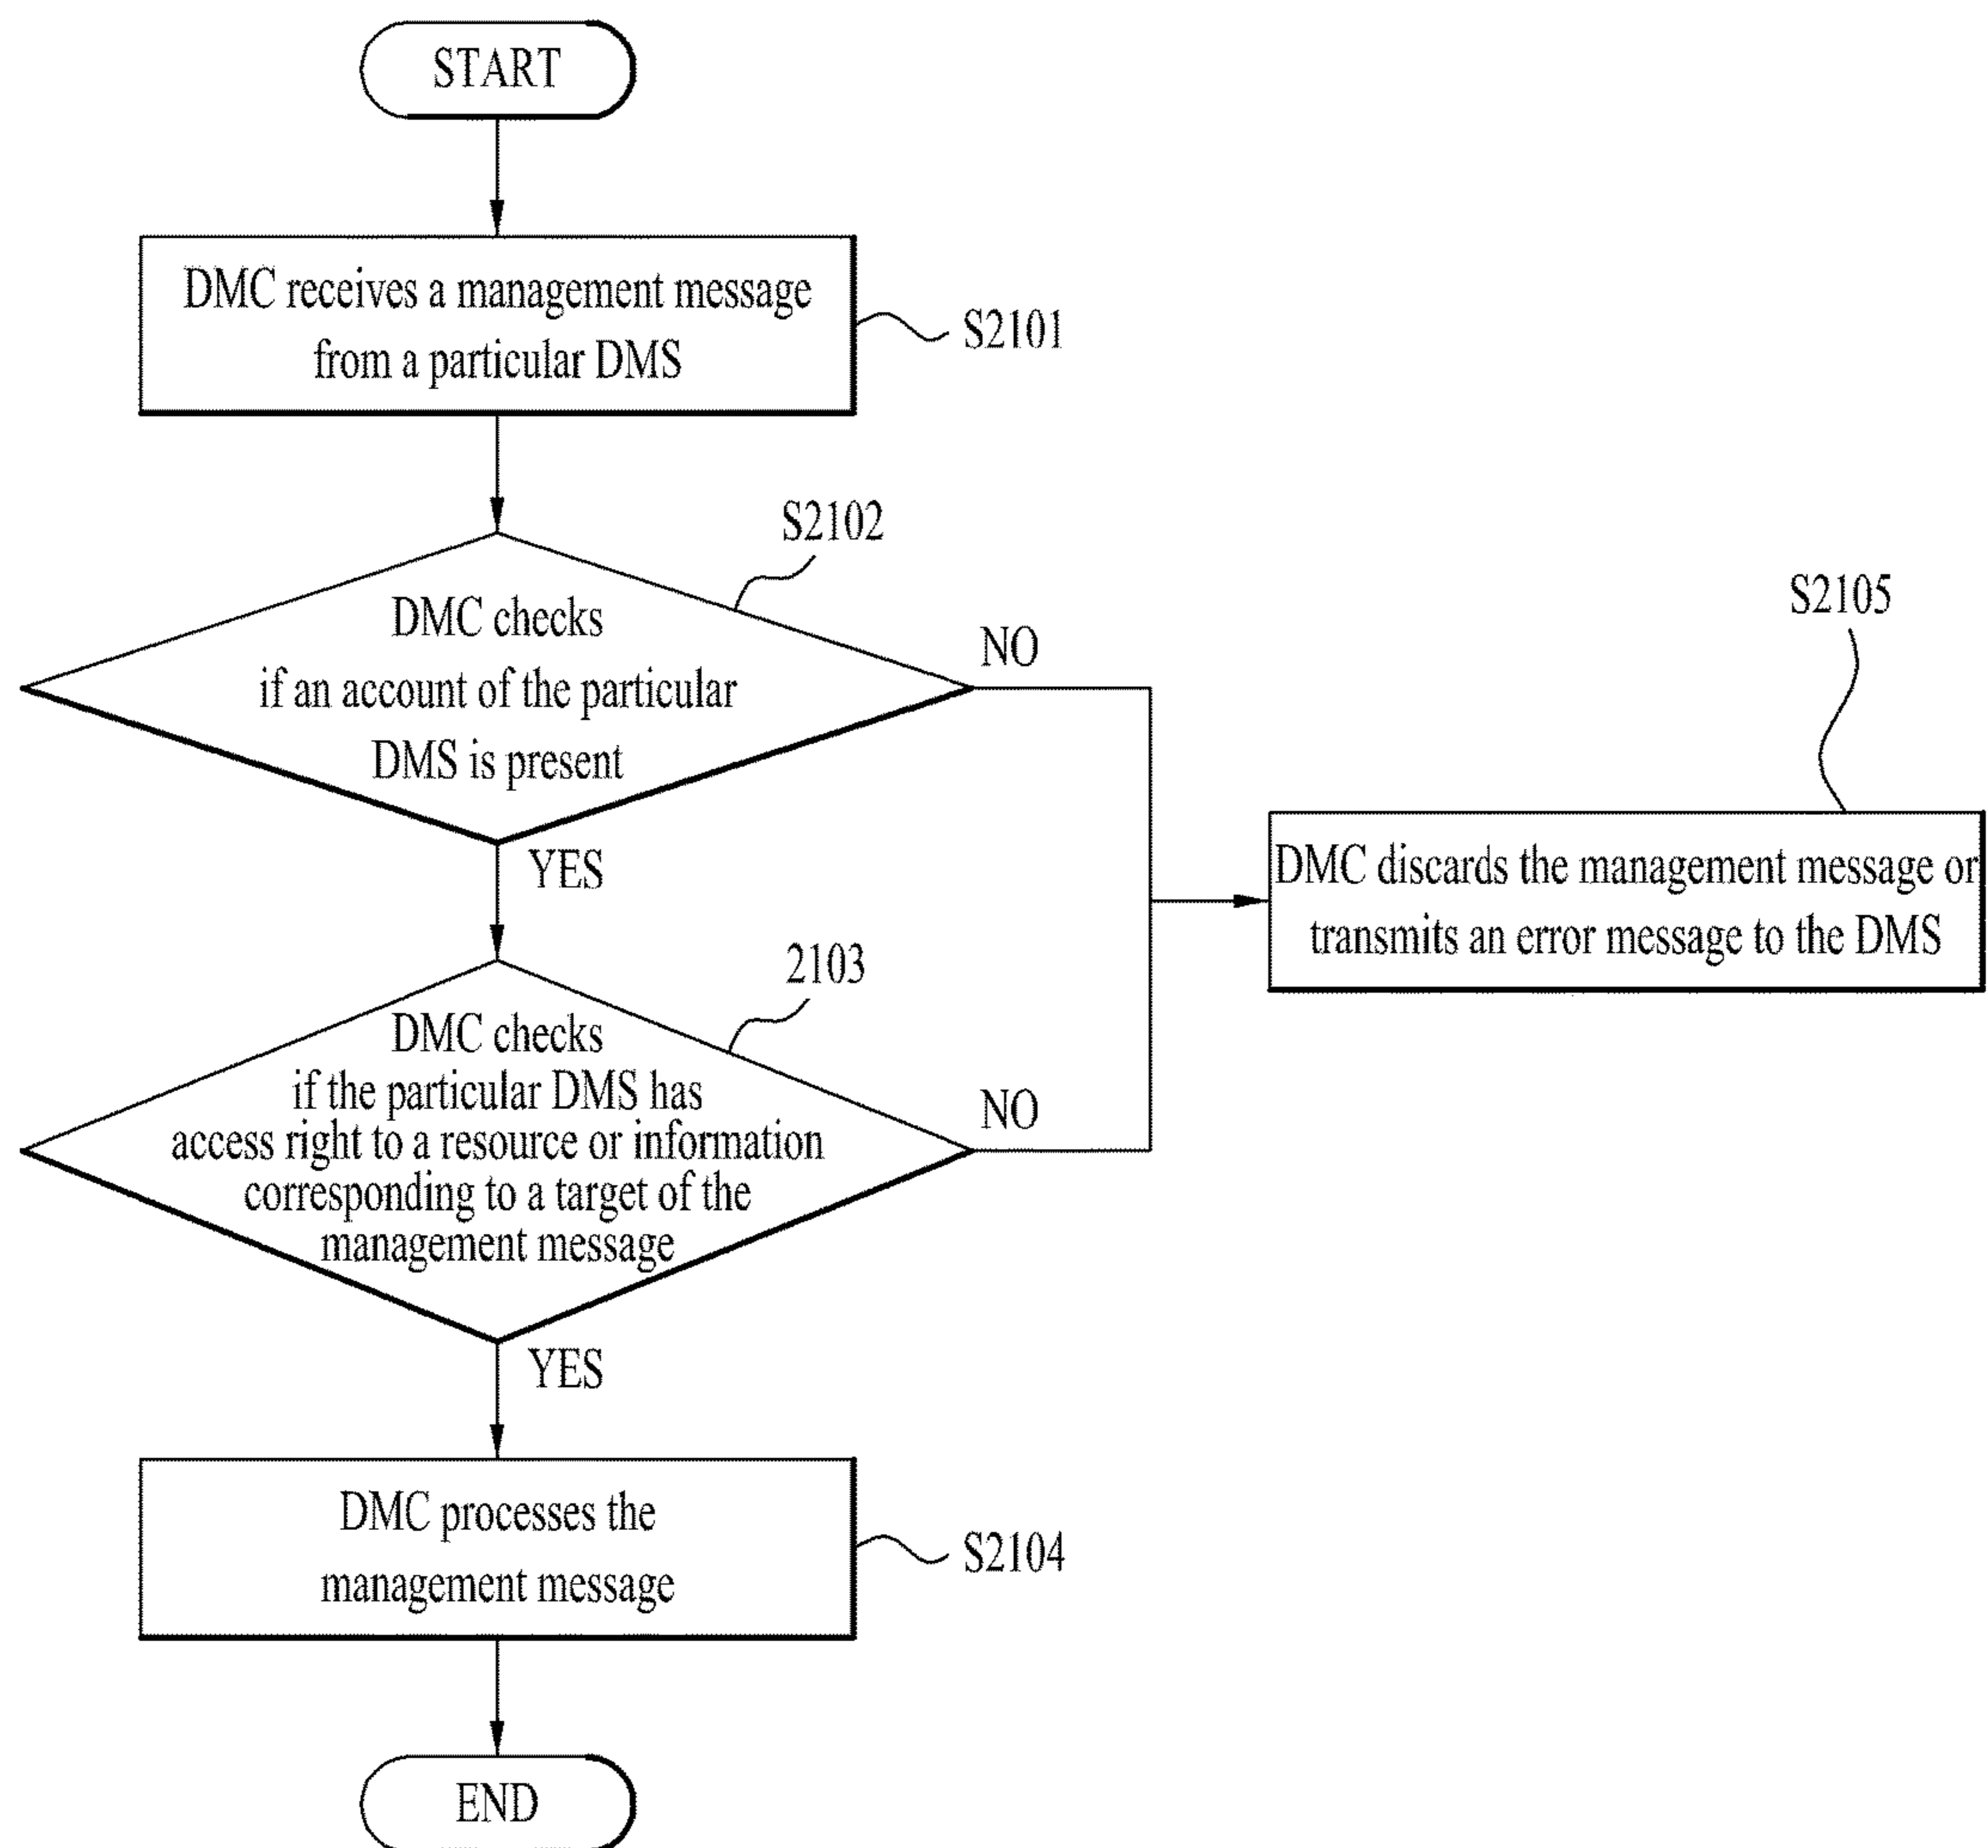 START
DMC receives a management message
from a particular DMS
S2101
S2102
DMC checks
if an account of the particular
DMS is present
NO
YES
S2105
DMC discards the management message or
transmits an error message to the DMS
2103
DMC checks
if the particular DMS has
access right to a resource or information
corresponding to a target of the
management message
NO
YES
DMC processes the
management message
S2104
END